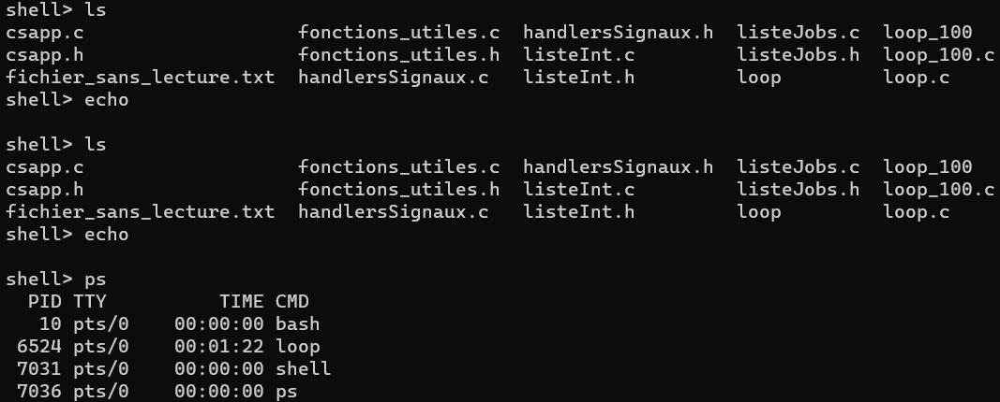 shell> ls
csapp.c                   fonctions_utiles.c  handlersSignaux.h  listeJobs.c  loop_100
csapp.h                   fonctions_utiles.h  listeInt.c         listeJobs.h  loop_100.c
fichier_sans_lecture.txt  handlersSignaux.c   listeInt.h         loop         loop.c
shell> echo

shell> ls
csapp.c                   fonctions_utiles.c  handlersSignaux.h  listeJobs.c  loop_100
csapp.h                   fonctions_utiles.h  listeInt.c         listeJobs.h  loop_100.c
fichier_sans_lecture.txt  handlersSignaux.c   listeInt.h         loop         loop.c
shell> echo

shell> ps
  PID TTY          TIME CMD
   10 pts/0    00:00:00 bash
 6524 pts/0    00:01:22 loop
 7031 pts/0    00:00:00 shell
 7036 pts/0    00:00:00 ps